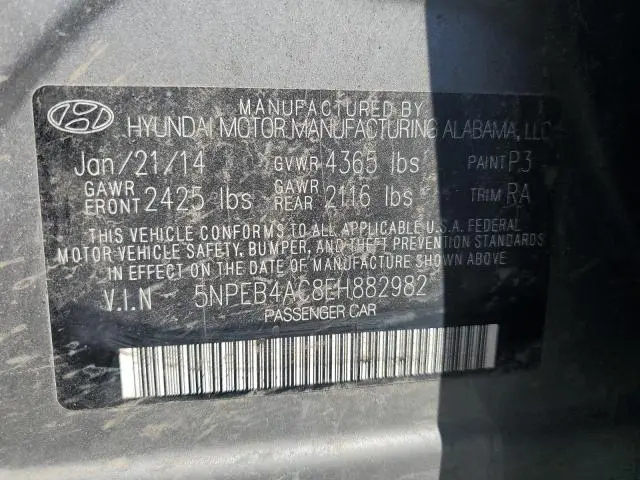 MANUFACTURED BY
HYUNDAI MOTOR MANUFACTURING ALABAMA, LLC
Jan/21/14 GVWR 4365 lbs PAINT P3
GAWR FRONT 2425 lbs GAWR REAR 2116 lbs TRIM RA
THIS VEHICLE CONFORMS TO ALL APPLICABLE U.S.A. FEDERAL
MOTOR VEHICLE SAFETY, BUMPER, AND THEFT PREVENTION STANDARDS
IN EFFECT ON THE DATE OF MANUFACTURE SHOWN ABOVE.
V.I.N 5NPEB4AC8EH882982
PASSENGER CAR